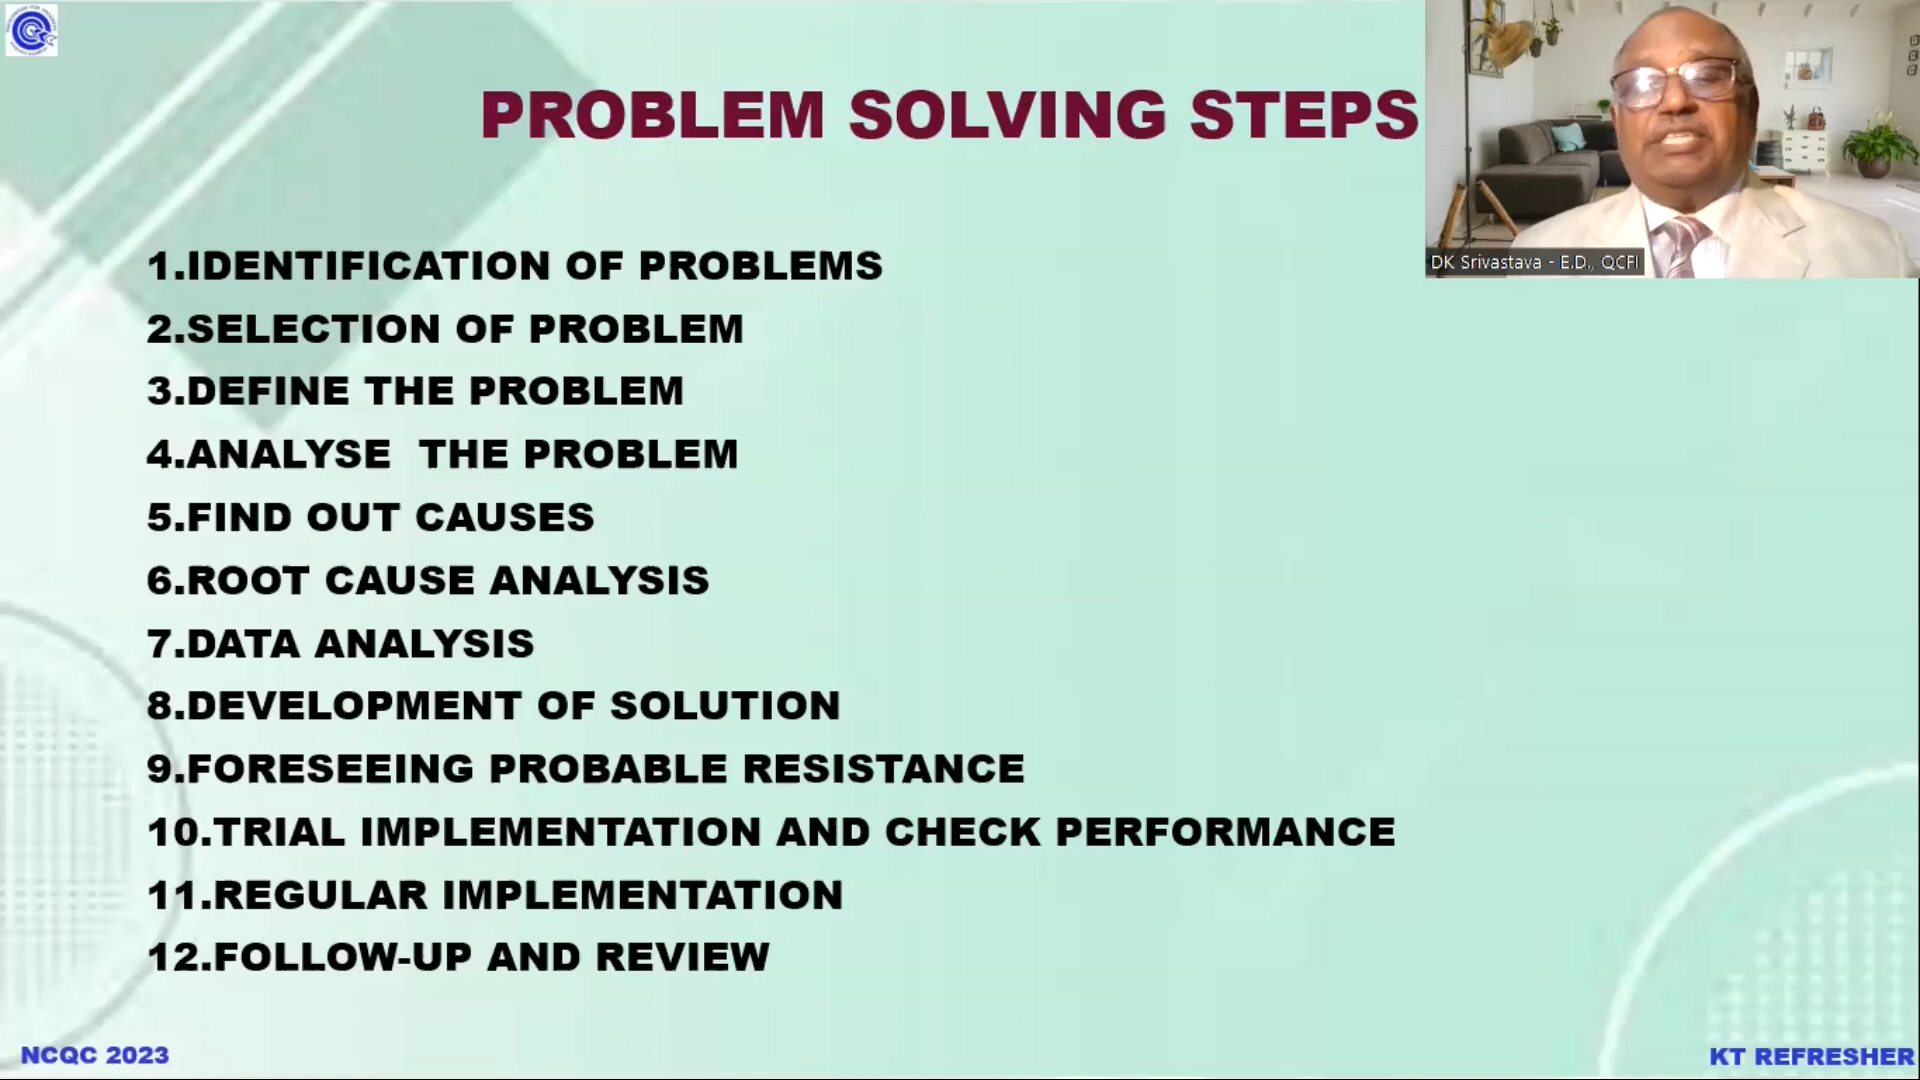 PROBLEM SOLVING STEPS
DK Srivastava - E.D., QCFI
1.IDENTIFICATION OF PROBLEMS
2.SELECTION OF PROBLEM
3.DEFINE THE PROBLEM
4.ANALYSE  THE PROBLEM
5.FIND OUT CAUSES
6.ROOT CAUSE ANALYSIS
7.DATA ANALYSIS
8.DEVELOPMENT OF SOLUTION
9.FORESEEING PROBABLE RESISTANCE
10.TRIAL IMPLEMENTATION AND CHECK PERFORMANCE
11.REGULAR IMPLEMENTATION
12.FOLLOW-UP AND REVIEW
NCQC 2023
KT REFRESHER